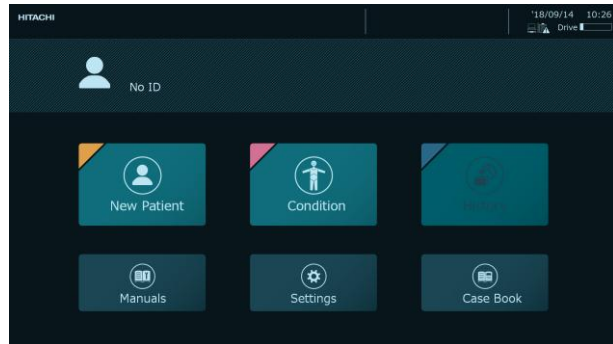 HITACHI
'18/09/14 10:26
Drive
No ID
New Patient
Condition
Manuals
Settings
Case Book